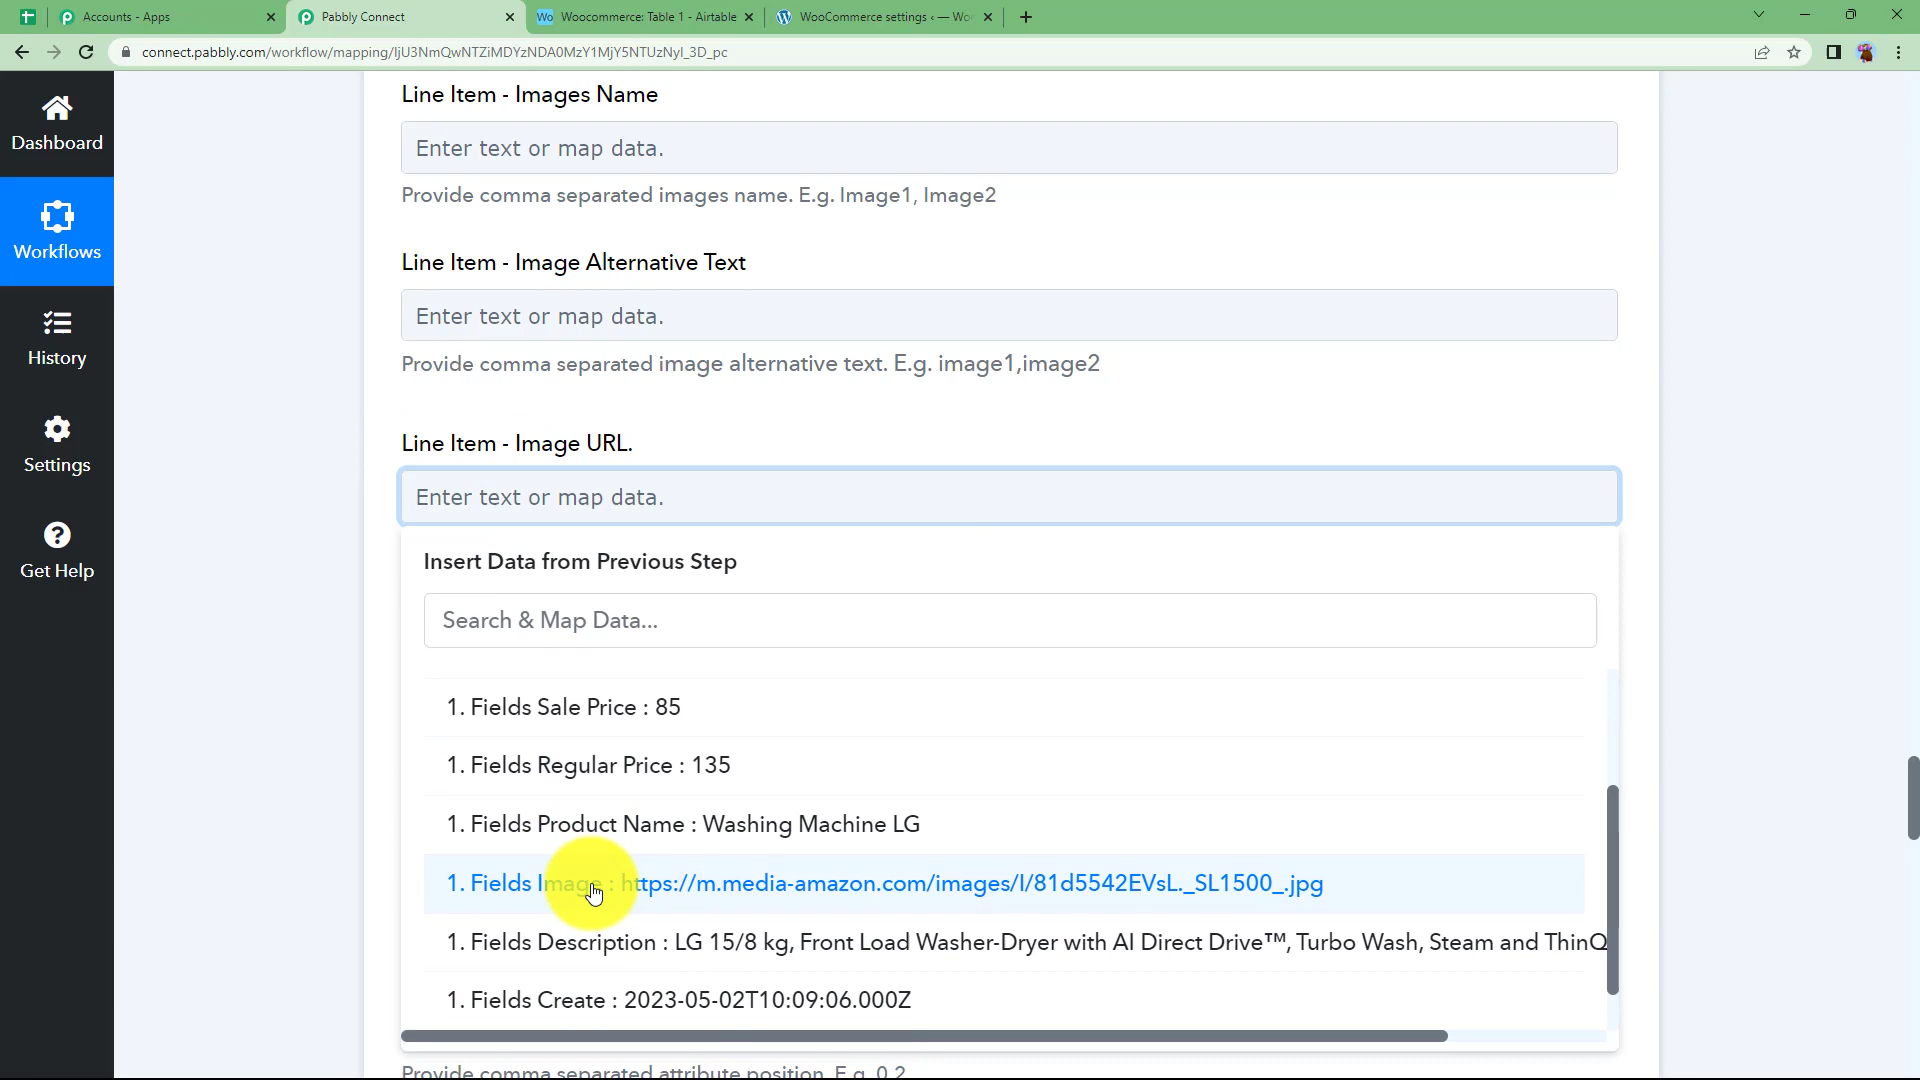 Accounts - Apps
Pabbly Connect
Woocommerce: Table 1 - Airtable
WooCommerce settings ‹ — Wo
connect.pabbly.com/workflow/mapping/IjU3NmQwNTZiMDYzNDA0MzY1MjY5NTUzNyI_3D_pc
Dashboard
Workflows
History
Settings
Get Help
Line Item - Images Name
Enter text or map data.
Provide comma separated images name. E.g. Image1, Image2
Line Item - Image Alternative Text
Enter text or map data.
Provide comma separated image alternative text. E.g. image1,image2
Line Item - Image URL.
Enter text or map data.
Insert Data from Previous Step
Search & Map Data...
1. Fields Sale Price : 85
1. Fields Regular Price : 135
1. Fields Product Name : Washing Machine LG
1. Fields Image : https://m.media-amazon.com/images/I/81d5542EVsL._SL1500_.jpg
1. Fields Description : LG 15/8 kg, Front Load Washer-Dryer with AI Direct Drive™, Turbo Wash, Steam and ThinQ
1. Fields Create : 2023-05-02T10:09:06.000Z
Provide comma separated attribute position. E.g. 0,2